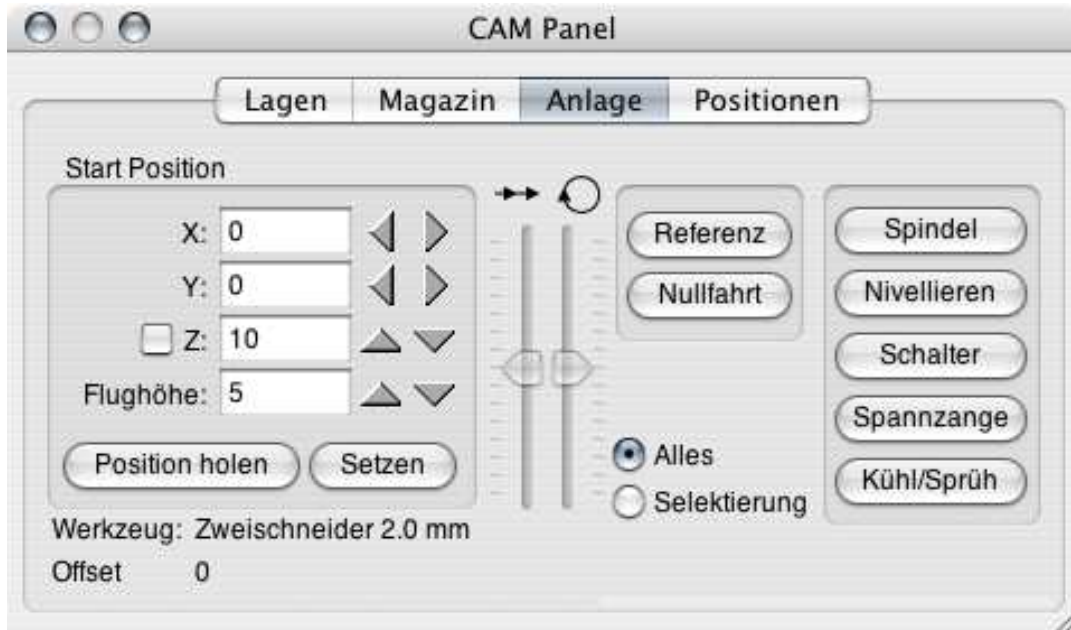 CAM Panel
Lagen Magazin Anlage Positionen
Start Position
X: 0
Y: 0
Z: 10
Flughöhe: 5
Position holen Setzen
Werkzeug: Zweischneider 2.0 mm
Offset 0
Referenz
Nullfahrt
Alles
Selektierung
Spindel
Nivellieren
Schalter
Spannzange
Kühl/Sprüh